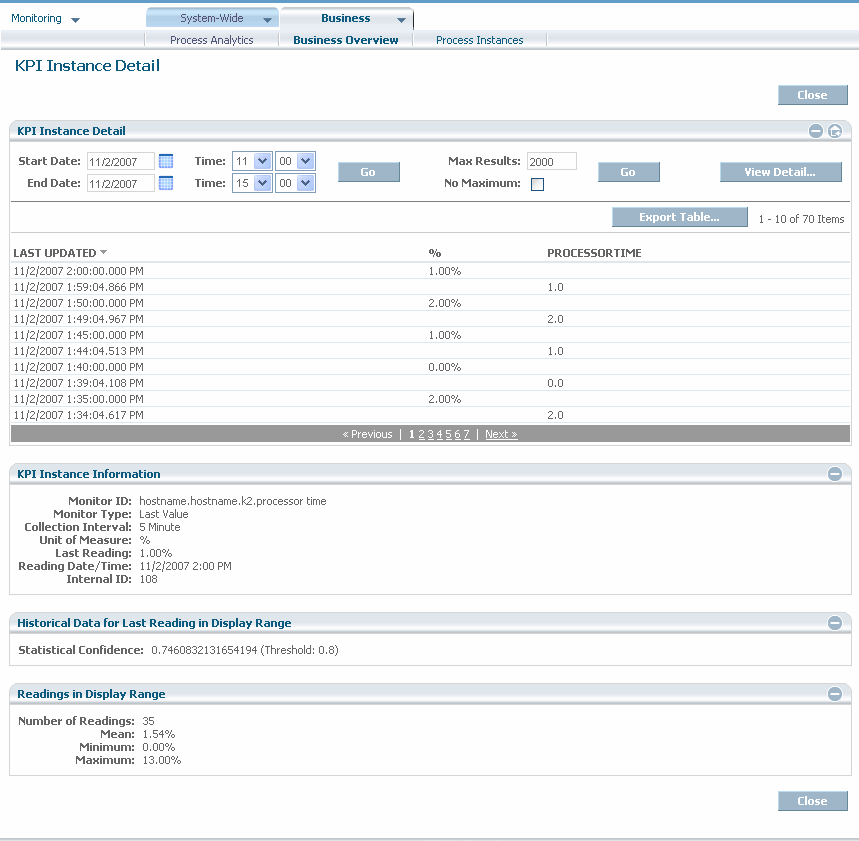 Monitoring System-Wide Business
Process Analytics Business Overview Process Instances
KPI Instance Detail
Close
KPI Instance Detail
Start Date: 11/2/2007 Time: 11 00 Go Max Results: 2000 Go View Detail...
End Date: 11/2/2007 Time: 15 00 No Maximum:
Export Table... 1 - 10 of 70 Items
LAST UPDATED % PROCESSORTIME
11/2/2007 2:00:00.000 PM 1.00%
11/2/2007 1:59:04.866 PM 1.0
11/2/2007 1:50:00.000 PM 2.00%
11/2/2007 1:49:04.967 PM 2.0
11/2/2007 1:45:00.000 PM 1.00%
11/2/2007 1:44:04.513 PM 1.0
11/2/2007 1:40:00.000 PM 0.00%
11/2/2007 1:39:04.108 PM 0.0
11/2/2007 1:35:00.000 PM 2.00%
11/2/2007 1:34:04.617 PM 2.0
« Previous | 1 2 3 4 5 6 7 | Next »
KPI Instance Information
Monitor ID: hostname.hostname.k2.processor time
Monitor Type: Last Value
Collection Interval: 5 Minute
Unit of Measure: %
Last Reading: 1.00%
Reading Date/Time: 11/2/2007 2:00 PM
Internal ID: 108
Historical Data for Last Reading in Display Range
Statistical Confidence: 0.7460832131654194 (Threshold: 0.8)
Readings in Display Range
Number of Readings: 35
Mean: 1.54%
Minimum: 0.00%
Maximum: 13.00%
Close